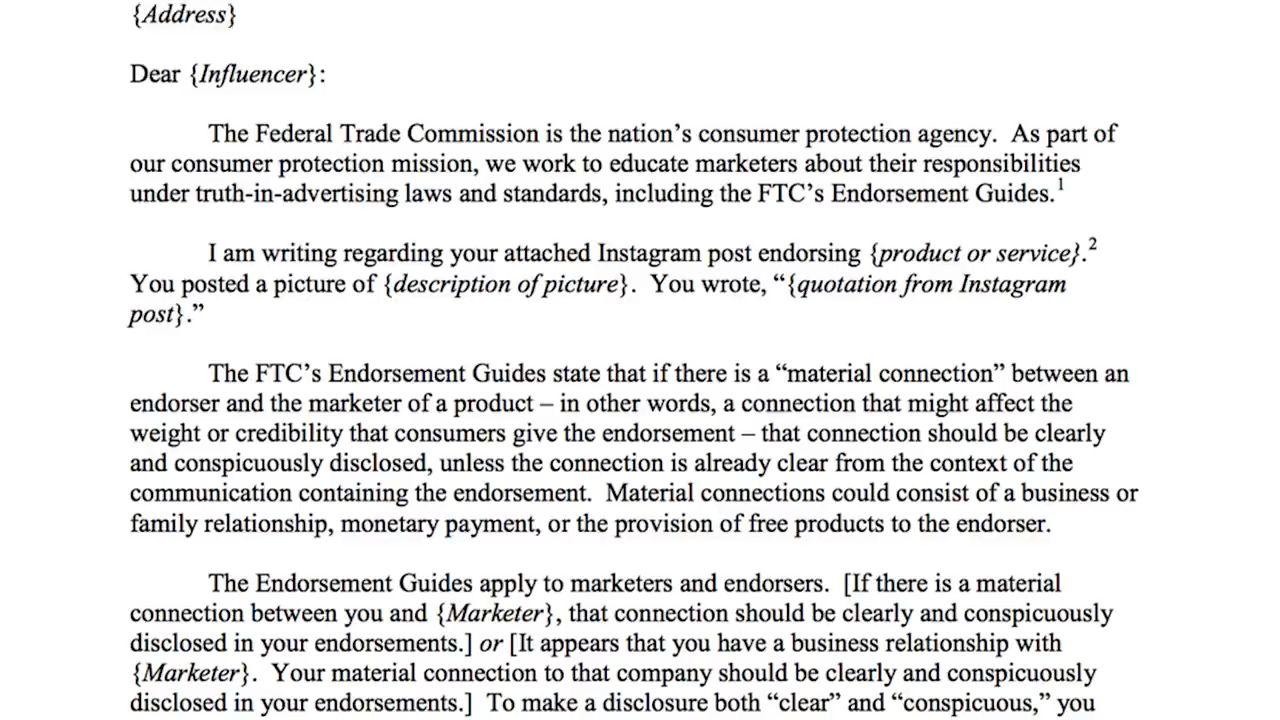 {Address}
Dear {Influencer}:
The Federal Trade Commission is the nation’s consumer protection agency.  As part of
our consumer protection mission, we work to educate marketers about their responsibilities
under truth-in-advertising laws and standards, including the FTC’s Endorsement Guides.1
I am writing regarding your attached Instagram post endorsing {product or service}.2
You posted a picture of {description of picture}.  You wrote, “{quotation from Instagram
post}.”
The FTC’s Endorsement Guides state that if there is a “material connection” between an
endorser and the marketer of a product – in other words, a connection that might affect the
weight or credibility that consumers give the endorsement – that connection should be clearly
and conspicuously disclosed, unless the connection is already clear from the context of the
communication containing the endorsement.  Material connections could consist of a business or
family relationship, monetary payment, or the provision of free products to the endorser.
The Endorsement Guides apply to marketers and endorsers.  [If there is a material
connection between you and {Marketer}, that connection should be clearly and conspicuously
disclosed in your endorsements.] or [It appears that you have a business relationship with
{Marketer}.  Your material connection to that company should be clearly and conspicuously
disclosed in your endorsements.]  To make a disclosure both “clear” and “conspicuous,” you